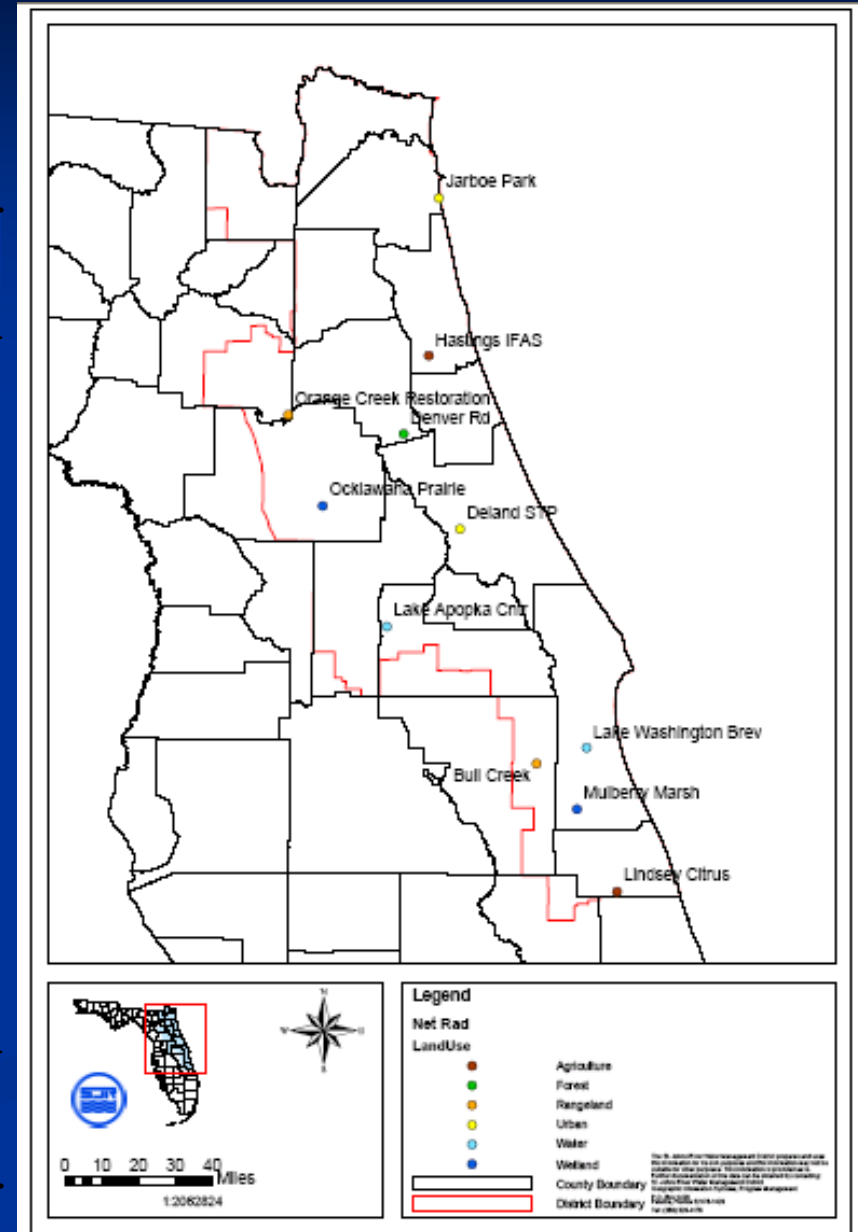 Jarboe Park
Hastings IFAS
Orange Creek Restoration
Denver Rd
Ocklawaha Prairie
Deland STP
Lake Apopka Cntr
Lake Washington Brev
Bull Creek
Mulberry Marsh
Lindsey Citrus
N
W
E
S
SJR
0 10 20 30 40 Miles
1:2062824
Legend
Net Rad
LandUse
Agriculture
Forest
Rangeland
Urban
Water
Wetland
County Boundary
District Boundary